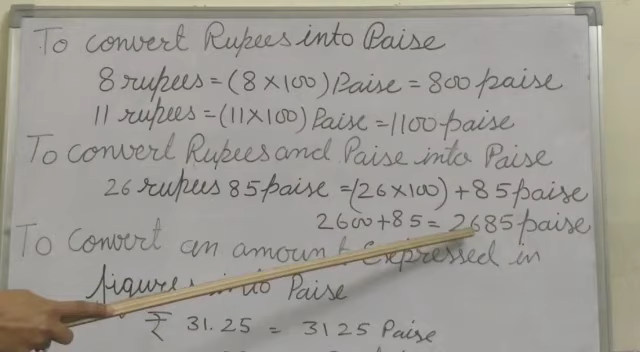 To convert Rupees into Paise
8 rupees = (8×100) Paise = 800 paise
11 rupees = (11×100) Paise = 1100 paise
To convert Rupees and Paise into Paise
26 rupees 85 paise = (26×100) + 85 paise
2600 + 85 = 2685 paise
To Convert an amount Expressed in
figures into Paise
₹ 31.25 = 3125 Paise